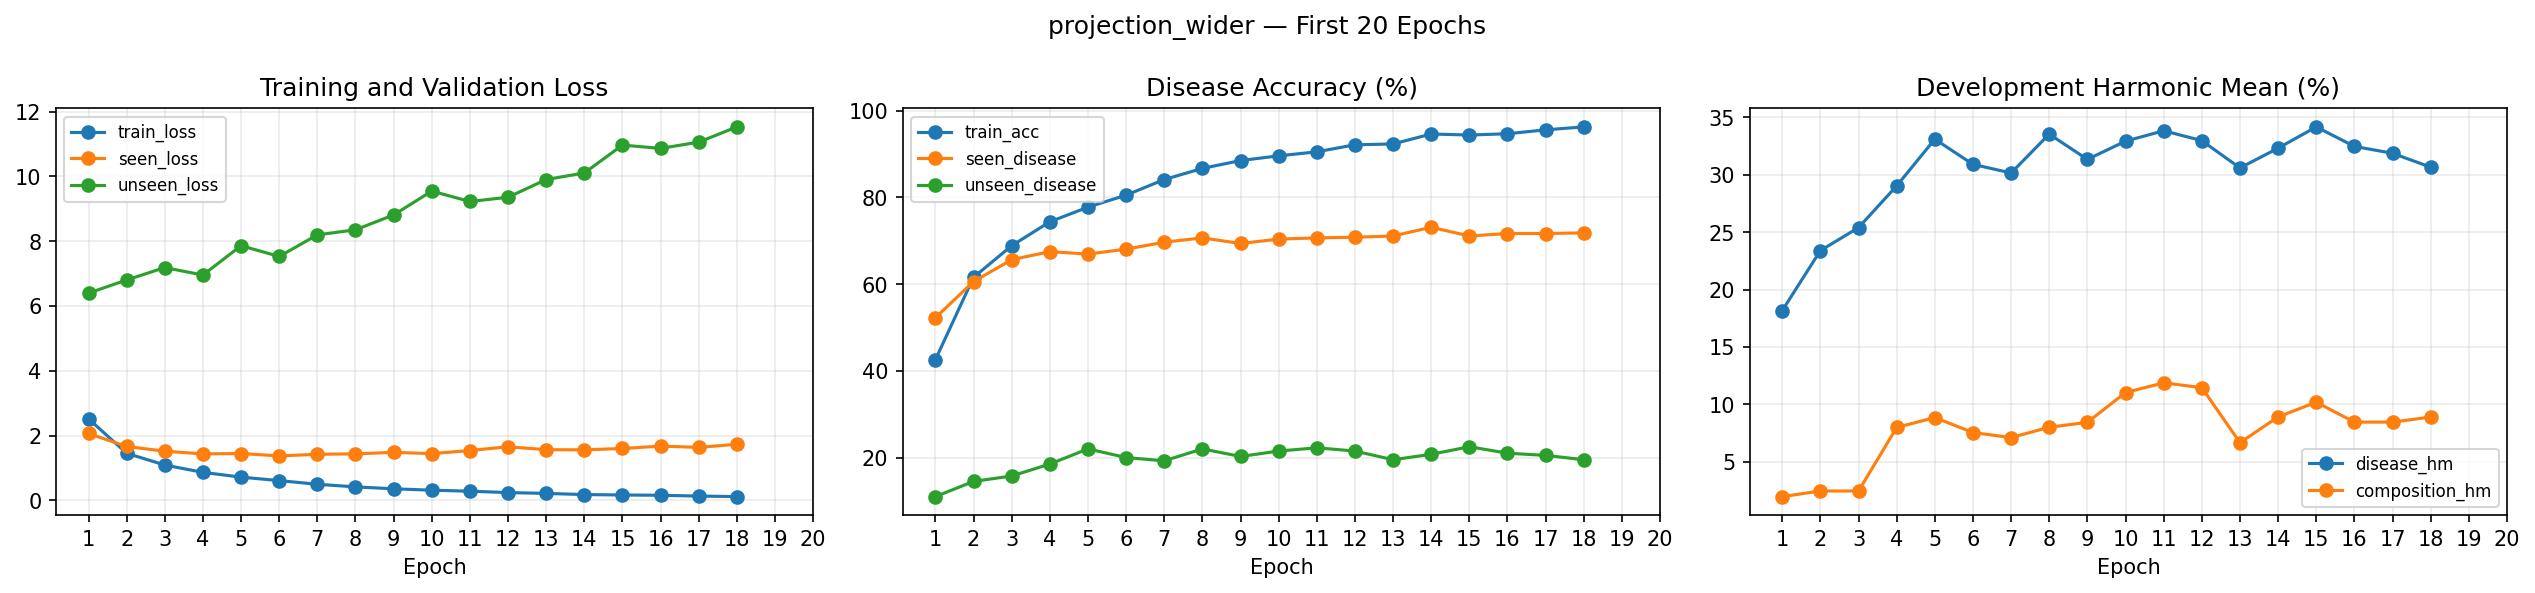 projection_wider — First 20 Epochs
Training and Validation Loss
12
10
8
6
4
2
0
train_loss
seen_loss
unseen_loss
1 2 3 4 5 6 7 8 9 10 11 12 13 14 15 16 17 18 19 20
Epoch
Disease Accuracy (%)
100
80
60
40
20
train_acc
seen_disease
unseen_disease
1 2 3 4 5 6 7 8 9 10 11 12 13 14 15 16 17 18 19 20
Epoch
Development Harmonic Mean (%)
35
30
25
20
15
10
5
disease_hm
composition_hm
1 2 3 4 5 6 7 8 9 10 11 12 13 14 15 16 17 18 19 20
Epoch